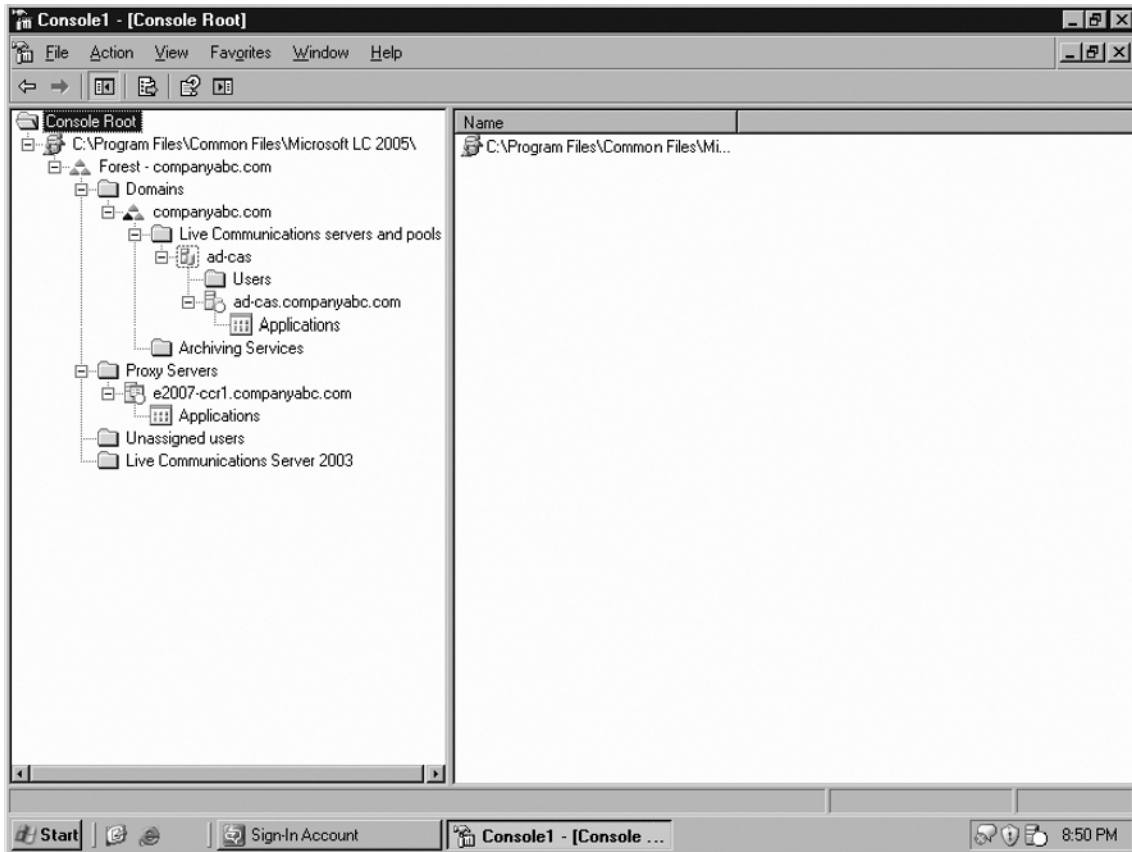 Console1 - [Console Root]
File Action View Favorites Window Help
Console Root
C:\Program Files\Common Files\Microsoft LC 2005\
Forest - companyabc.com
Domains
companyabc.com
Live Communications servers and pools
ad-cas
Users
ad-cas.companyabc.com
Applications
Archiving Services
Proxy Servers
e2007-ccr1.companyabc.com
Applications
Unassigned users
Live Communications Server 2003
Name
C:\Program Files\Common Files\Mi...
Start Sign-In Account Console1 - [Console ... 8:50 PM